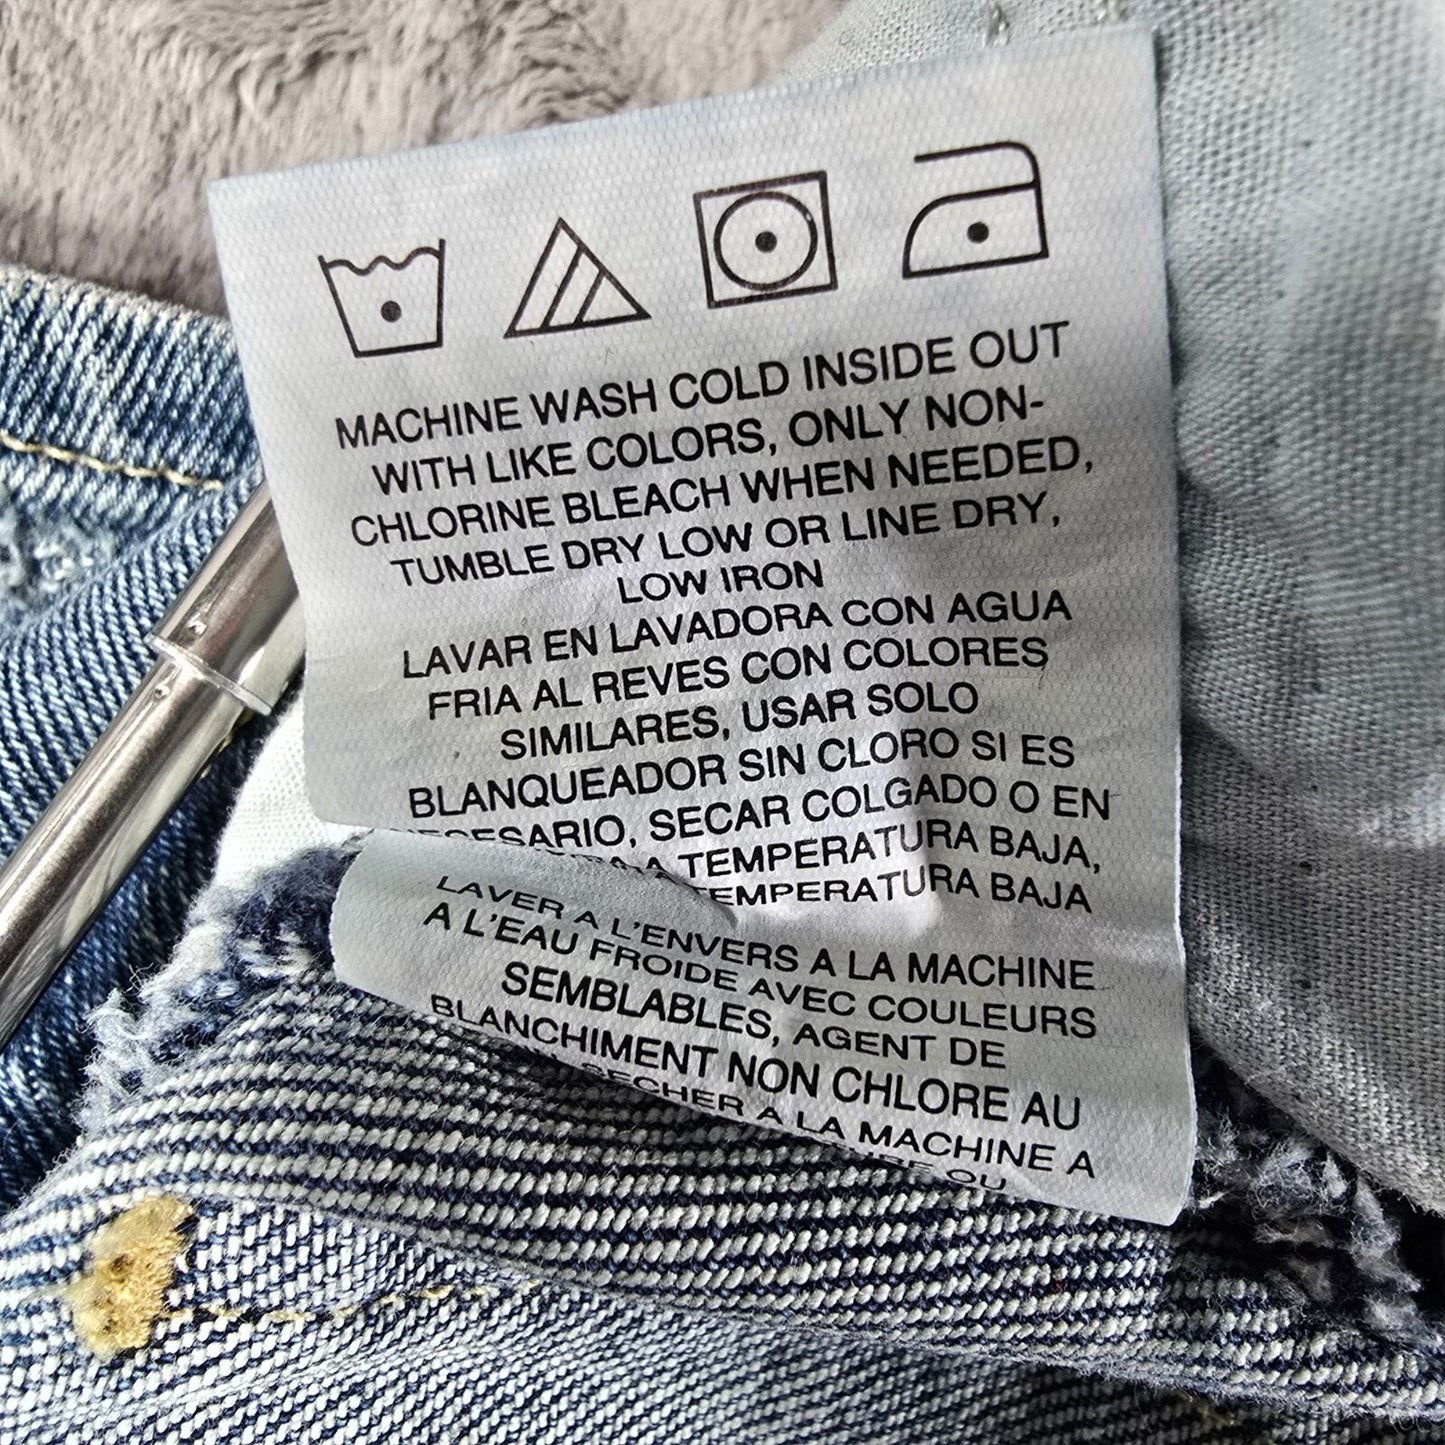 MACHINE WASH COLD INSIDE OUT
WITH LIKE COLORS, ONLY NON-
CHLORINE BLEACH WHEN NEEDED,
TUMBLE DRY LOW OR LINE DRY,
LOW IRON
LAVAR EN LAVADORA CON AGUA
FRIA AL REVES CON COLORES
SIMILARES, USAR SOLO
BLANQUEADOR SIN CLORO SI ES
SECAR COLGADO O EN
A TEMPERATURA BAJA,
TEMPERATURA BAJA
LAVER A L'ENVERS A LA MACHINE
A L'EAU FROIDE AVEC COULEURS
SEMBLABLES, AGENT DE
BLANCHIMENT NON CHLORE AU
SECHER A LA MACHINE A
OU